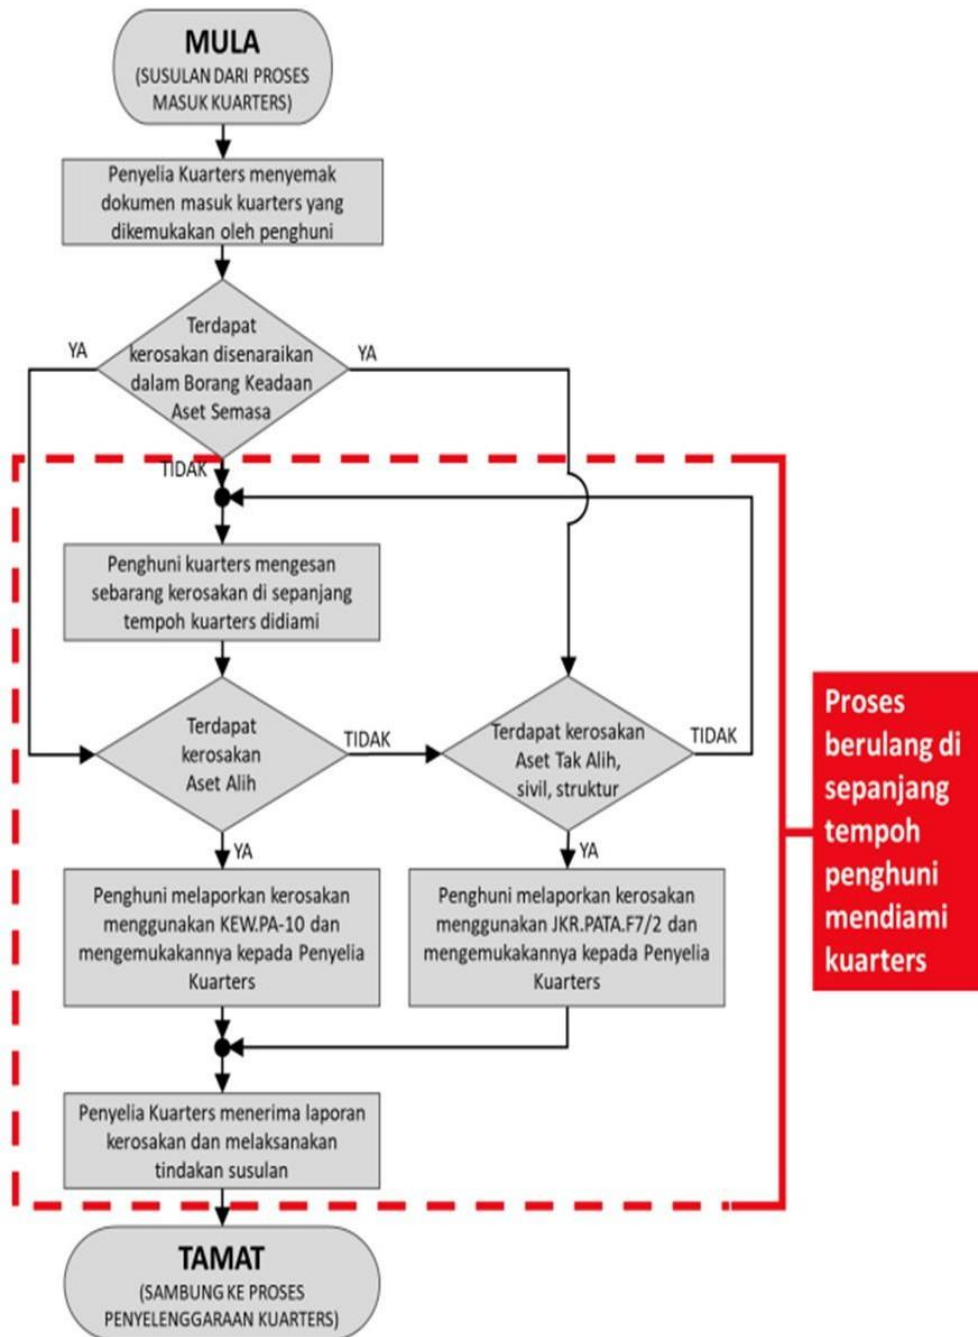 MULA
(SUSULAN DARI PROSES
MASUK KUARTERS)
Penyelia Kuarters menyemak
dokumen masuk kuarters yang
dikemukakan oleh penghuni
Terdapat
kerosakan disenaraikan
dalam Borang Keadaan
Aset Semasa
YA
YA
TIDAK
Penghuni kuarters mengesan
sebarang kerosakan di sepanjang
tempoh kuarters didiami
Terdapat
kerosakan
Aset Alih
TIDAK
Terdapat kerosakan
Aset Tak Alih,
sivil, struktur
TIDAK
YA
YA
Penghuni melaporkan kerosakan
menggunakan KEW.PA-10 dan
mengemukakannya kepada Penyelia
Kuarters
Penghuni melaporkan kerosakan
menggunakan JKR.PATA.F7/2 dan
mengemukakannya kepada Penyelia
Kuarters
Penyelia Kuarters menerima laporan
kerosakan dan melaksanakan
tindakan susulan
TAMAT
(SAMBUNG KE PROSES
PENYELENGGARAAN KUARTERS)
Proses
berulang di
sepanjang
tempoh
penghuni
mendiami
kuarters